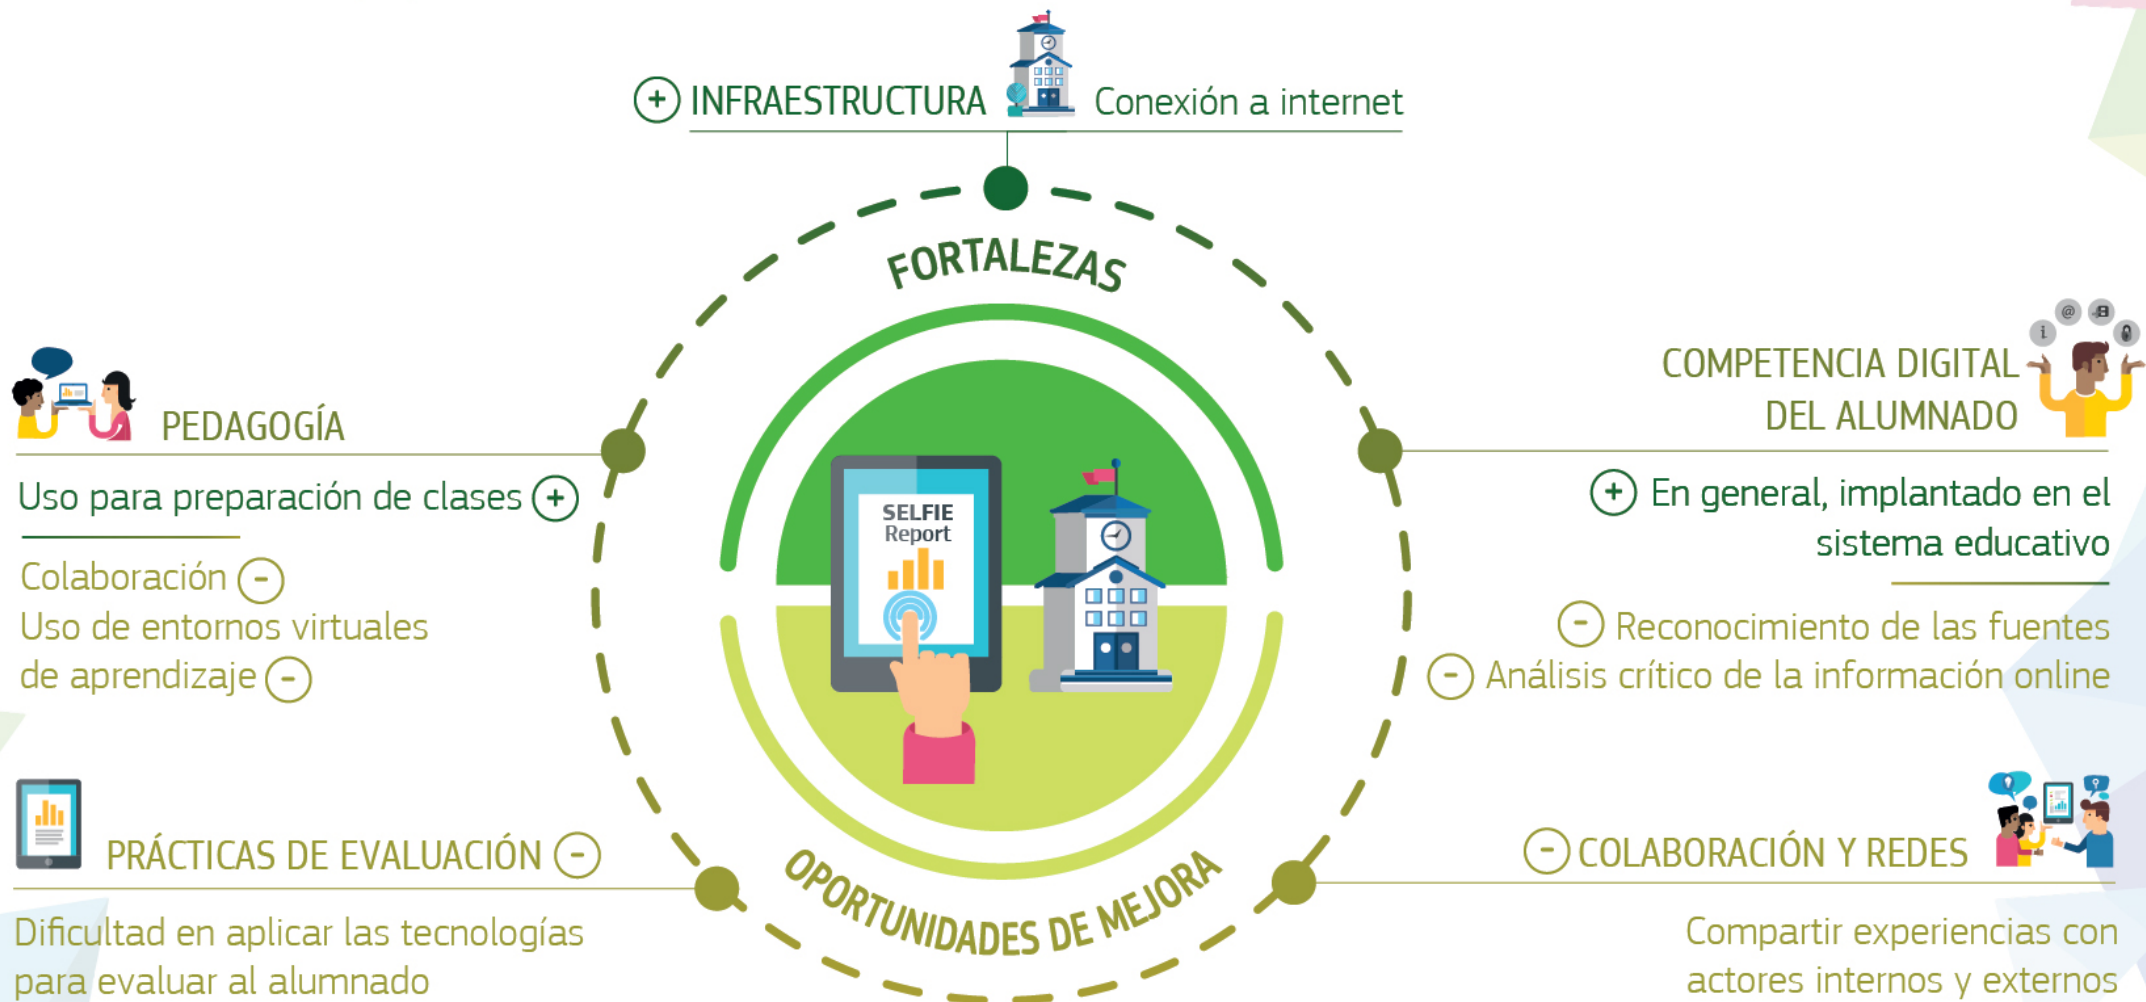 + INFRAESTRUCTURA Conexión a internet
FORTALEZAS
PEDAGOGÍA
Uso para preparación de clases +
Colaboración -
Uso de entornos virtuales
de aprendizaje -
COMPETENCIA DIGITAL
DEL ALUMNADO
+ En general, implantado en el
sistema educativo
- Reconocimiento de las fuentes
- Análisis crítico de la información online
SELFIE
Report
PRÁCTICAS DE EVALUACIÓN -
Dificultad en aplicar las tecnologías
para evaluar al alumnado
OPORTUNIDADES DE MEJORA
- COLABORACIÓN Y REDES
Compartir experiencias con
actores internos y externos
i
@